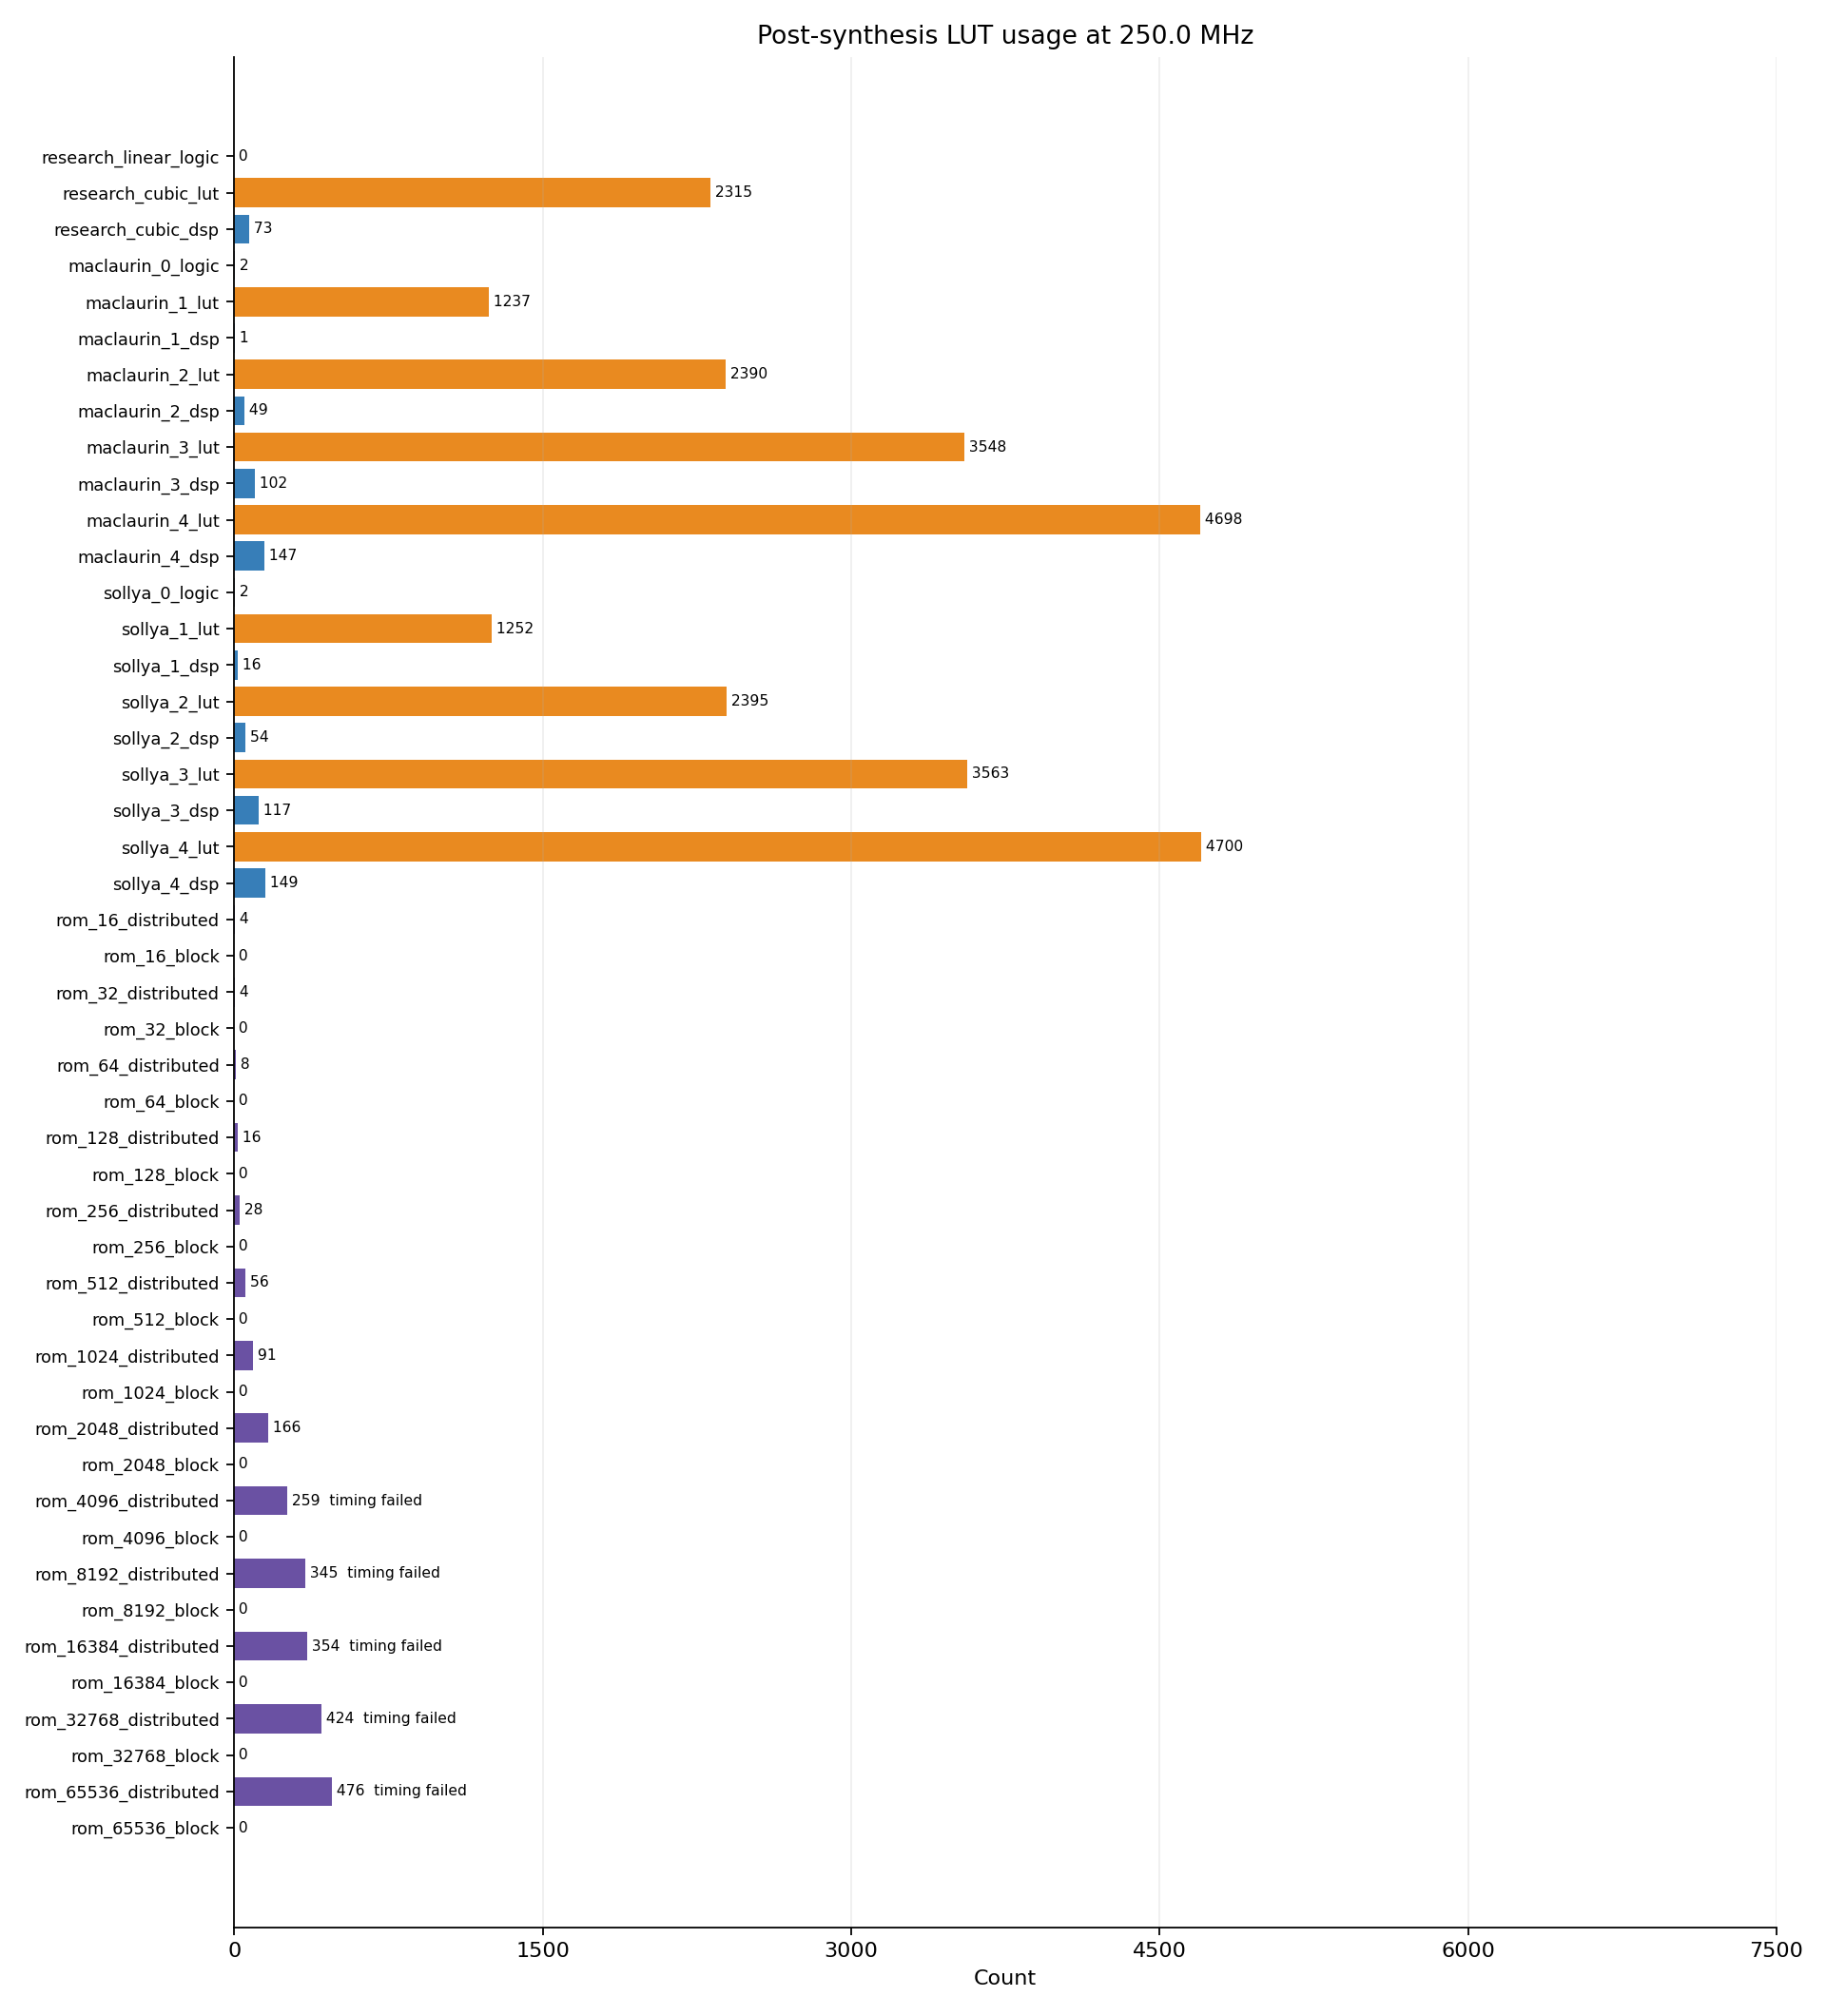 Post-synthesis LUT usage at 250.0 MHz
research_linear_logic 0
research_cubic_lut 2315
research_cubic_dsp 73
maclaurin_0_logic 2
maclaurin_1_lut 1237
maclaurin_1_dsp 1
maclaurin_2_lut 2390
maclaurin_2_dsp 49
maclaurin_3_lut 3548
maclaurin_3_dsp 102
maclaurin_4_lut 4698
maclaurin_4_dsp 147
sollya_0_logic 2
sollya_1_lut 1252
sollya_1_dsp 16
sollya_2_lut 2395
sollya_2_dsp 54
sollya_3_lut 3563
sollya_3_dsp 117
sollya_4_lut 4700
sollya_4_dsp 149
rom_16_distributed 4
rom_16_block 0
rom_32_distributed 4
rom_32_block 0
rom_64_distributed 8
rom_64_block 0
rom_128_distributed 16
rom_128_block 0
rom_256_distributed 28
rom_256_block 0
rom_512_distributed 56
rom_512_block 0
rom_1024_distributed 91
rom_1024_block 0
rom_2048_distributed 166
rom_2048_block 0
rom_4096_distributed 259 timing failed
rom_4096_block 0
rom_8192_distributed 345 timing failed
rom_8192_block 0
rom_16384_distributed 354 timing failed
rom_16384_block 0
rom_32768_distributed 424 timing failed
rom_32768_block 0
rom_65536_distributed 476 timing failed
rom_65536_block 0
0 1500 3000 4500 6000 7500
Count